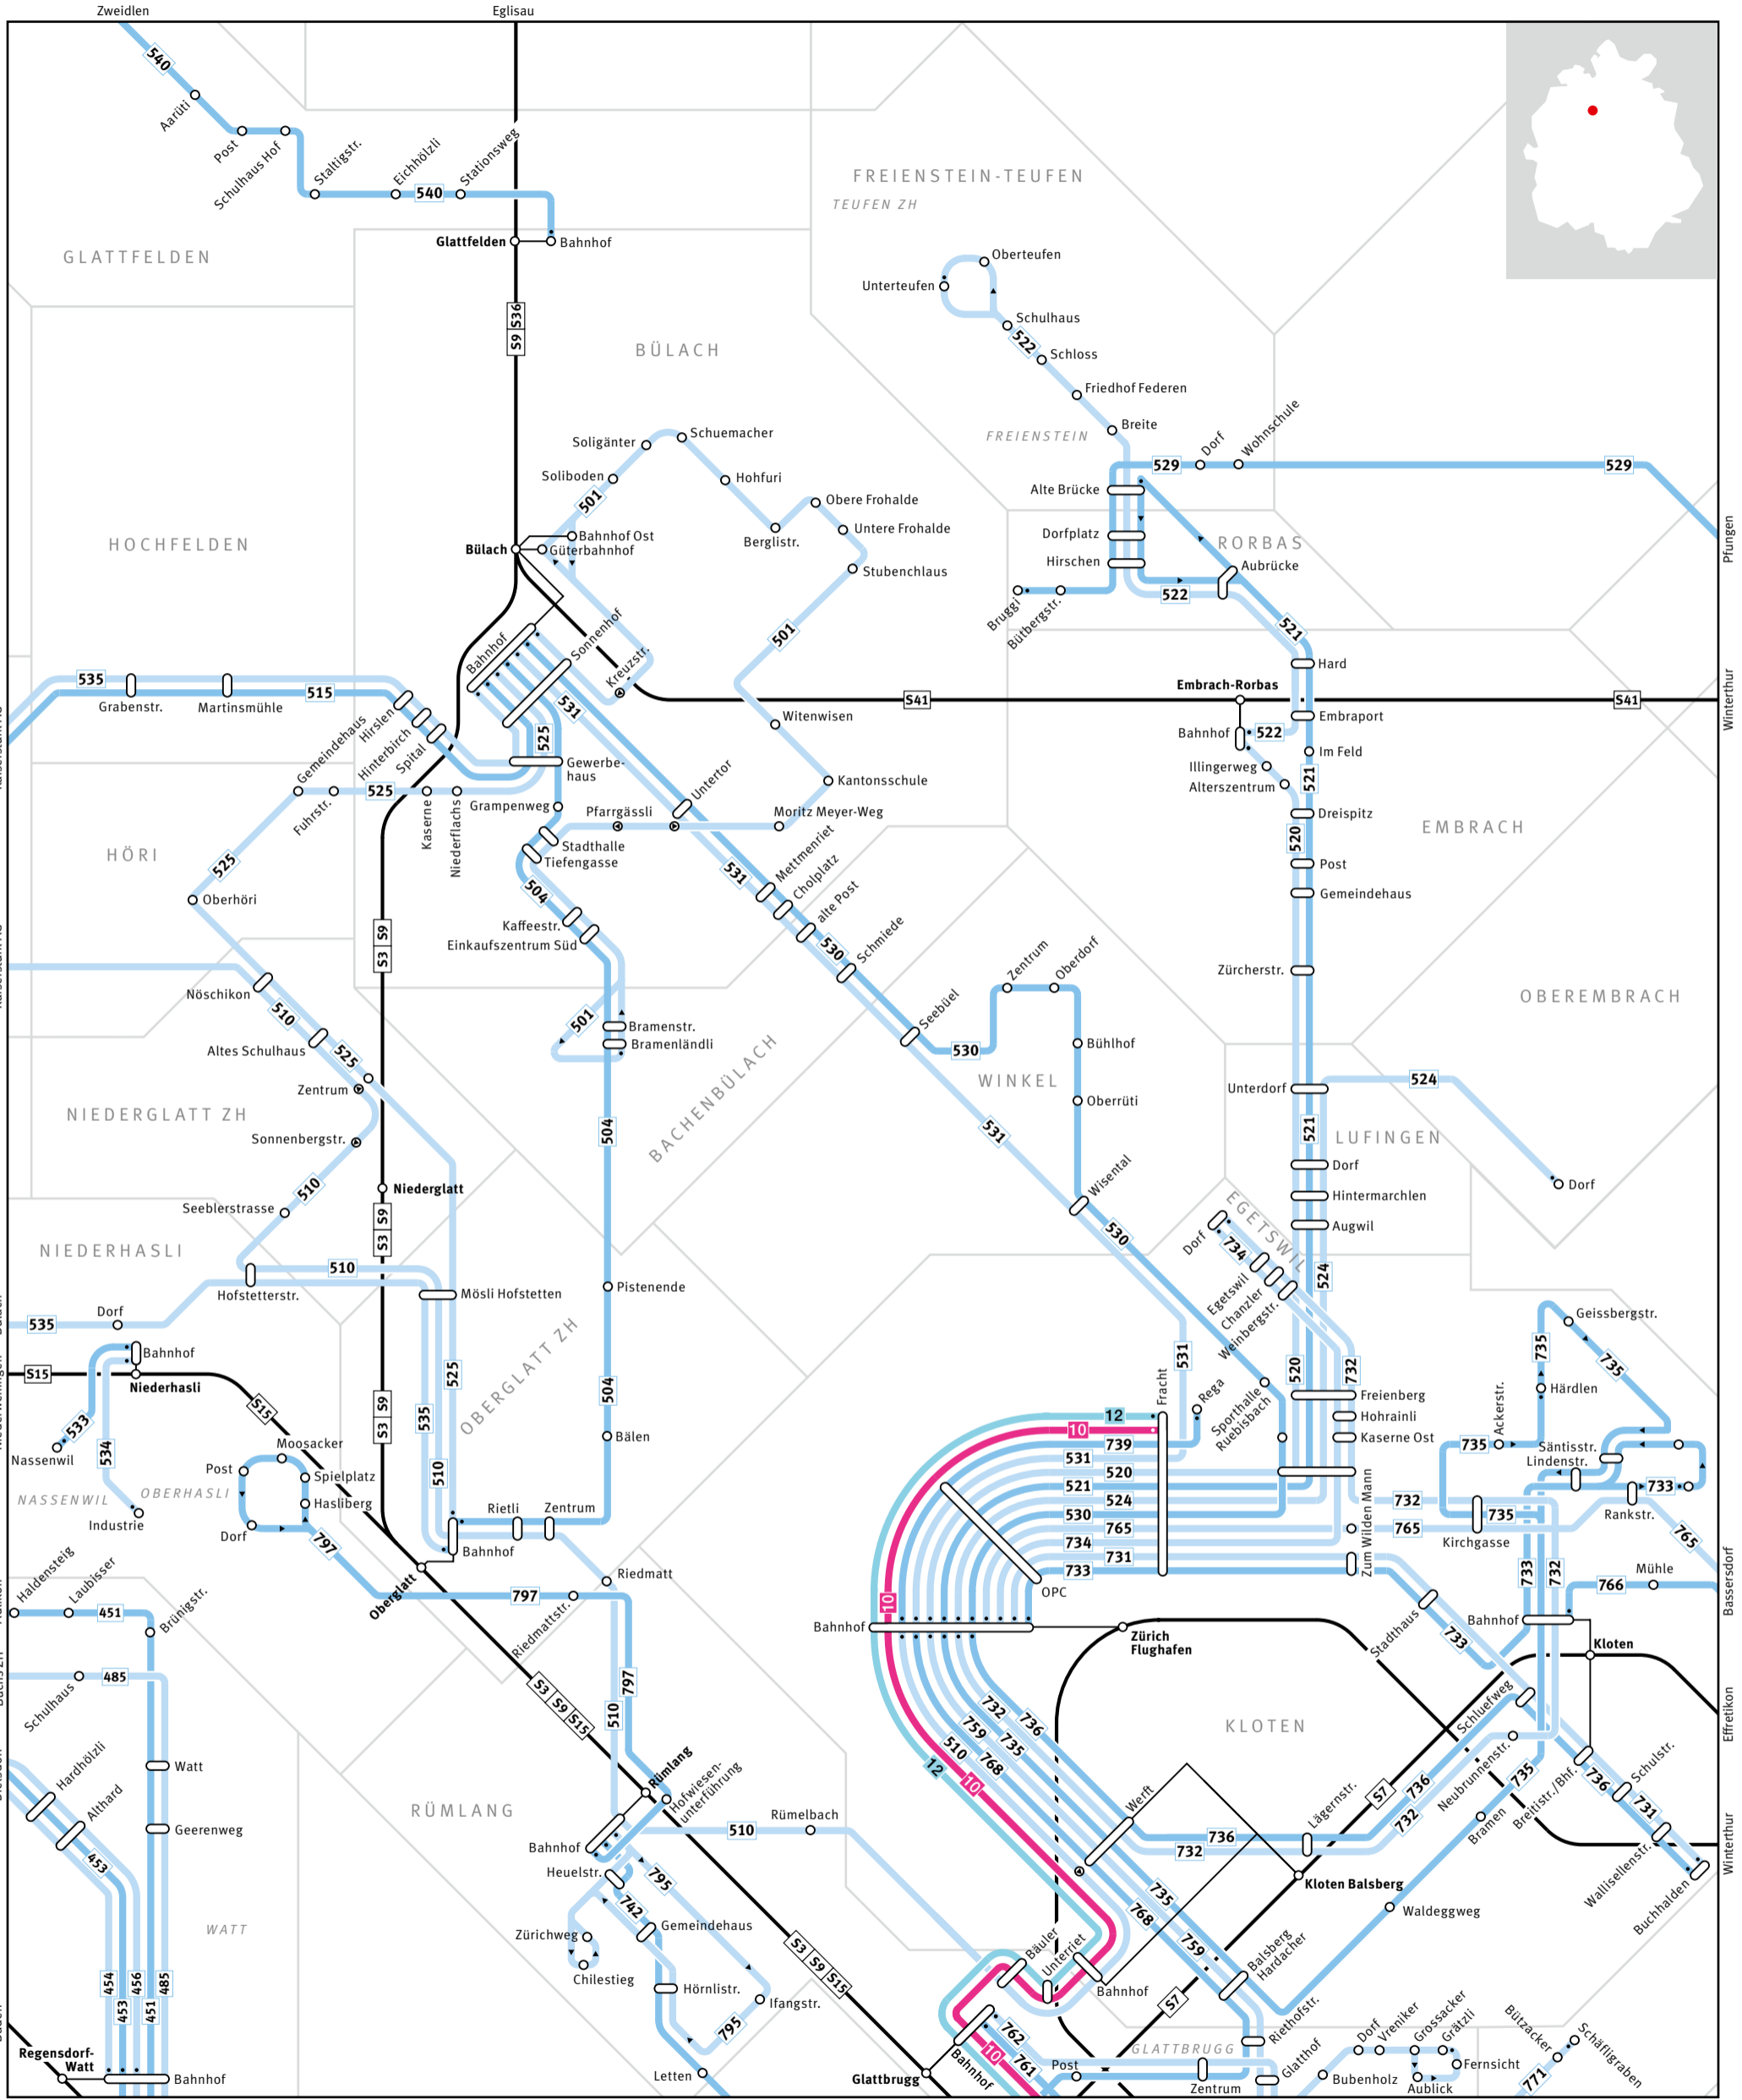 Zweidlen
Eglisau
540
Aarüti
Post
Schulhaus Hof
Staltigstr.
Eichhölzli
540
Stationsweg
Glattfelden
Bahnhof
GLATTFELDEN
FREIENSTEIN-TEUFEN
TEUFEN ZH
S9 S36
BÜLACH
Oberteufen
Unterteufen
Schulhaus
522
Schloss
Friedhof Federen
Breite
FREIENSTEIN
529
Dorf
Wohnschule
529
Pfungen
Alte Brücke
Dorfplatz
Hirschen
RORBAS
Aubrücke
522
Bruggi
Bütbergstr.
521
Hard
HOCHFELDEN
Soligänter
Schuemacher
Soliboden
Hohfuri
501
Obere Frohalde
Untere Frohalde
Berglistr.
Stubenchlaus
Bahnhof Ost
Bülach
Güterbahnhof
501
Bahnhof
Sonnenhof
Kreuzstr.
Embrach-Rorbas
S41
S41
Winterthur
535
515
Grabenstr.
Martinsmühle
531
525
Witenwisen
Embraport
Bahnhof
522
Im Feld
Illingerweg
Alterszentrum
521
Gemeindehaus
Hirslen
Hinterbirch
Spital
Gewerbe-
haus
Fuhrstr.
525
Kaserne
Niederflachs
Grampenweg
Pfarrgässli
Untertor
Kantonsschule
Moritz Meyer-Weg
Dreispitz
EMBRACH
520
Post
Gemeindehaus
HÖRI
525
Oberhöri
Stadthalle
Tiefengasse
504
531
Mettmenriet
Cholplatz
alte Post
530
Schmiede
Kaffeestr.
Einkaufszentrum Süd
S3 S9
Zürcherstr.
OBEREMBRACH
Nöschikon
510
Altes Schulhaus
525
Zentrum
501
Bramenstr.
Bramenländli
Seebüel
530
Zentrum
Oberdorf
Bühlhof
WINKEL
Oberrüti
Unterdorf
524
NIEDERGLATT ZH
Sonnenbergstr.
504
BACHENBÜLACH
531
521
LUFINGEN
Dorf
Dorf
510
Niederglatt
Seeblerstrasse
S3 S9
Wisental
530
Hintermarchlen
Augwil
EGETSWIL
Dorf
734
Egetswil
Chanzler
Weinbergstr.
524
NIEDERHASLI
510
Hofstetterstr.
Mösli Hofstetten
Pistenende
535
Dorf
Bahnhof
S15
Niederhasli
S15
533
Nassenwil
534
NASSENWIL
Industrie
OBERGLATT ZH
525
535
510
S3 S9
504
Bälen
531
Fracht
Rega
Sporthalle
Ruebisbach
520
732
Freienberg
Hohrainli
Kaserne Ost
Geissbergstr.
735
735
Härdlen
Ackerstr.
735
Säntisstr.
Lindenstr.
733
Rankstr.
Moosacker
Post
Spielplatz
OBERHASLI
Hasliberg
Dorf
797
Rietli
Zentrum
Bahnhof
Oberglatt
12
10
739
531
520
521
524
530
765
734
731
733
OPC
Zum Wilden Mann
732
735
765
Kirchgasse
765
733
732
Mühle
766
Bassersdorf
Haldensteig
Laubisser
451
Brünigstr.
797
Riedmatt
Riedmattstr.
10
Bahnhof
Zürich
Flughafen
Stadthaus
733
Bahnhof
Kloten
Effretikon
485
Schulhaus
S3 S9 S15
510
797
KLOTEN
Schluefweg
732
736
759
735
510
768
12
10
Neubrunnenstr.
735
Breitistr./Bhf.
736
Schulstr.
731
Wallisellenstr.
Buchhalden
Winterthur
Hardhölzli
Althard
453
Watt
Geerenweg
RÜMLANG
Rümlang
Hofwiesen-
unterführung
Rümelbach
510
Bahnhof
Heuelstr.
795
742
Gemeindehaus
Zürichweg
Chilestieg
Hörnlistr.
Ifangstr.
795
Letten
S3 S9 S15
Werft
736
732
Lägernstr.
S7
736
732
Bramen
Kloten Balsberg
Waldeggweg
735
768
759
Balsberg
Hardacher
WATT
454
453
456
451
485
Regensdorf-
Watt
Bahnhof
Bäuler
Unterriet
Bahnhof
S7
Riethofstr.
GLATTBRUGG
762
761
10
Bahnhof
Glattbrugg
Post
Zentrum
Glatthof
Bubenholz
Dorf
Vreniker
Grossacker
Grätzli
Fernsicht
Aublick
771
Bützacker
Schäfligraben